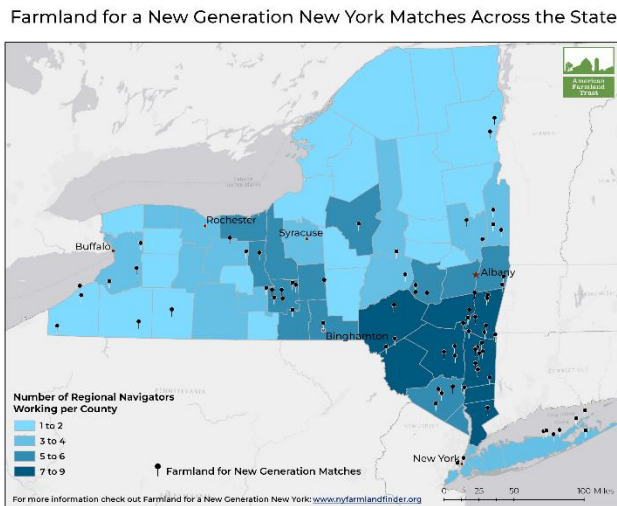 Farmland for a New Generation New York Matches Across the State
American
Farmland
Trust
Rochester
Syracuse
Buffalo
Albany
Binghamton
PENNSYLVANIA
Number of Regional Navigators
Working per County
1 to 2
3 to 4
5 to 6
7 to 9
Farmland for New Generation Matches
New York
0 25 50 100 Miles
For more information check out Farmland for a New Generation New York: www.nyfarmlandfinder.org